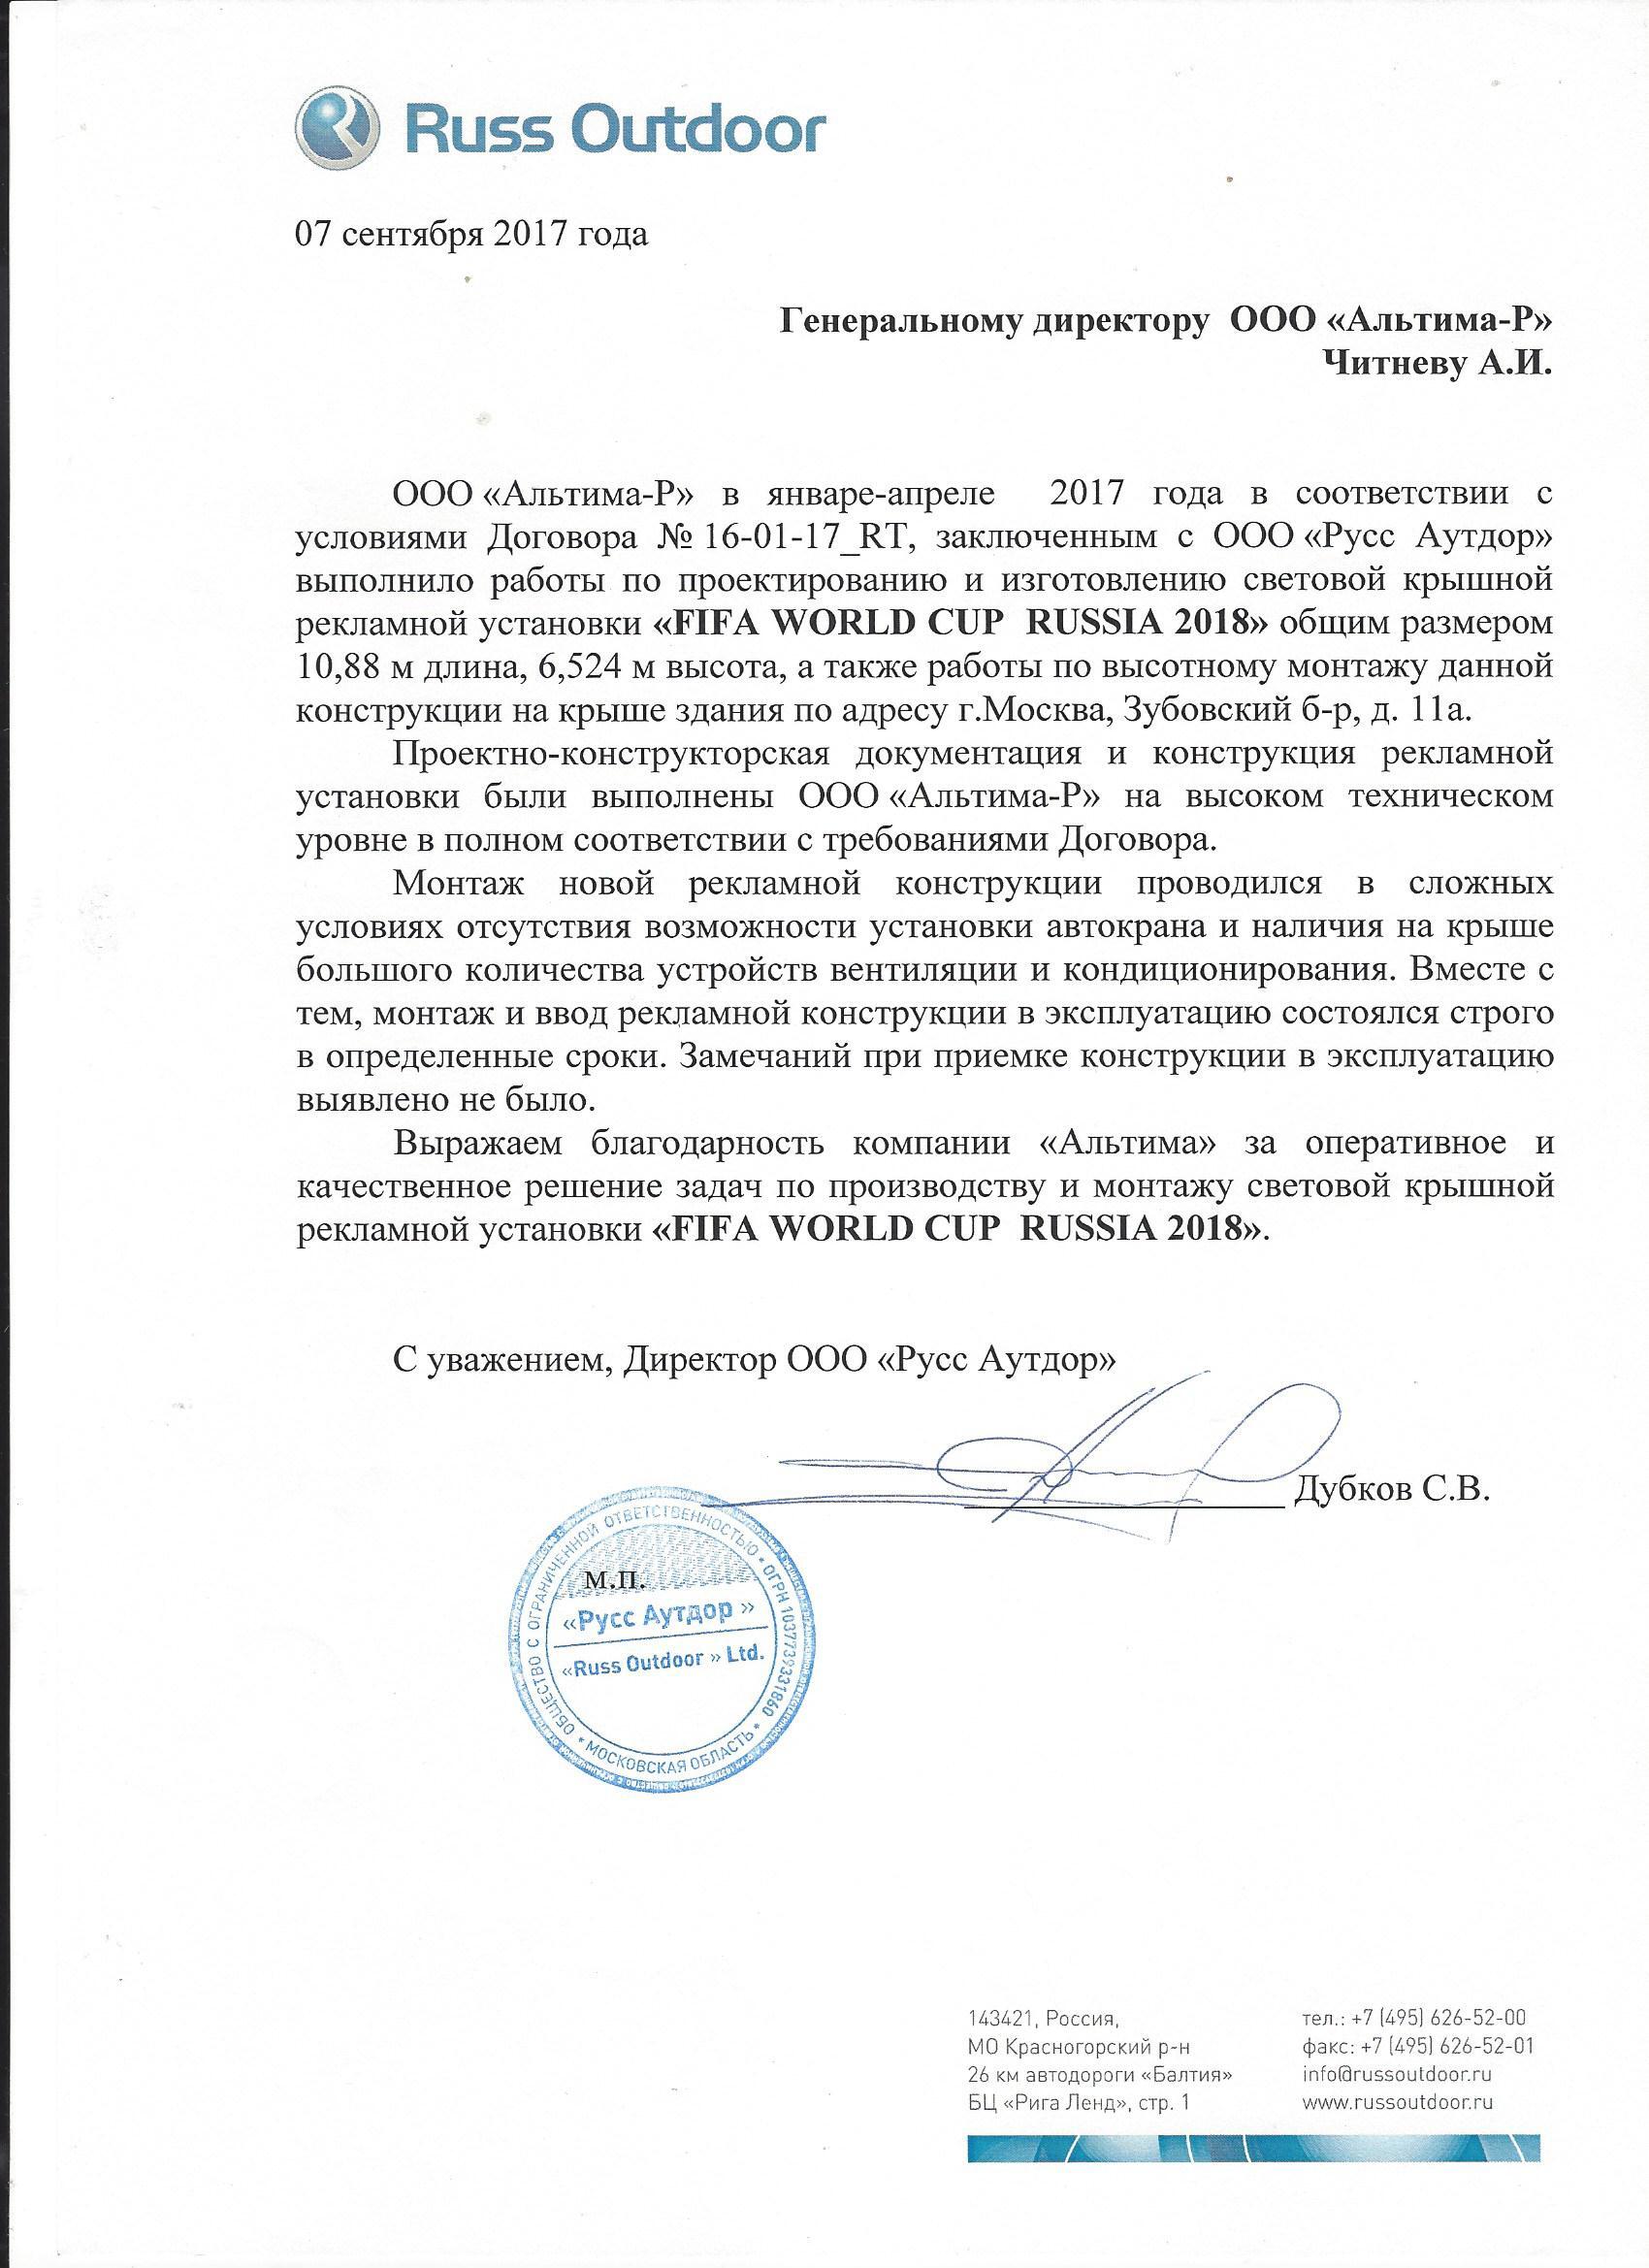 Russ Outdoor
07 сентября 2017 года
Генеральному директору ООО «Альтима-Р»
Читневу А.И.
ООО «Альтима-Р» в январе-апреле 2017 года в соответствии с
условиями Договора № 16-01-17_RT, заключенным с ООО «Русс Аутдор»
выполнило работы по проектированию и изготовлению световой крышной
рекламной установки «FIFA WORLD CUP RUSSIA 2018» общим размером
10,88 м длина, 6,524 м высота, а также работы по высотному монтажу данной
конструкции на крыше здания по адресу г.Москва, Зубовский б-р, д. 11а.
Проектно-конструкторская документация и конструкция рекламной
установки были выполнены ООО «Альтима-Р» на высоком техническом
уровне в полном соответствии с требованиями Договора.
Монтаж новой рекламной конструкции проводился в сложных
условиях отсутствия возможности установки автокрана и наличия на крыше
большого количества устройств вентиляции и кондиционирования. Вместе с
тем, монтаж и ввод рекламной конструкции в эксплуатацию состоялся строго
в определенные сроки. Замечаний при приемке конструкции в эксплуатацию
выявлено не было.
Выражаем благодарность компании «Альтима» за оперативное и
качественное решение задач по производству и монтажу световой крышной
рекламной установки «FIFA WORLD CUP RUSSIA 2018».
С уважением, Директор ООО «Русс Аутдор»
Дубков С.В.
ОБЩЕСТВО С ОГРАНИЧЕННОЙ ОТВЕТСТВЕННОСТЬЮ * ОГРН 1037739331860
* МОСКОВСКАЯ ОБЛАСТЬ *
м.п.
«Русс Аутдор »
«Russ Outdoor » Ltd.
143421, Россия,
МО Красногорский р-н
26 км автодороги «Балтия»
БЦ «Рига Ленд», стр. 1
тел.: +7 (495) 626-52-00
факс: +7 (495) 626-52-01
info@russoutdoor.ru
www.russoutdoor.ru